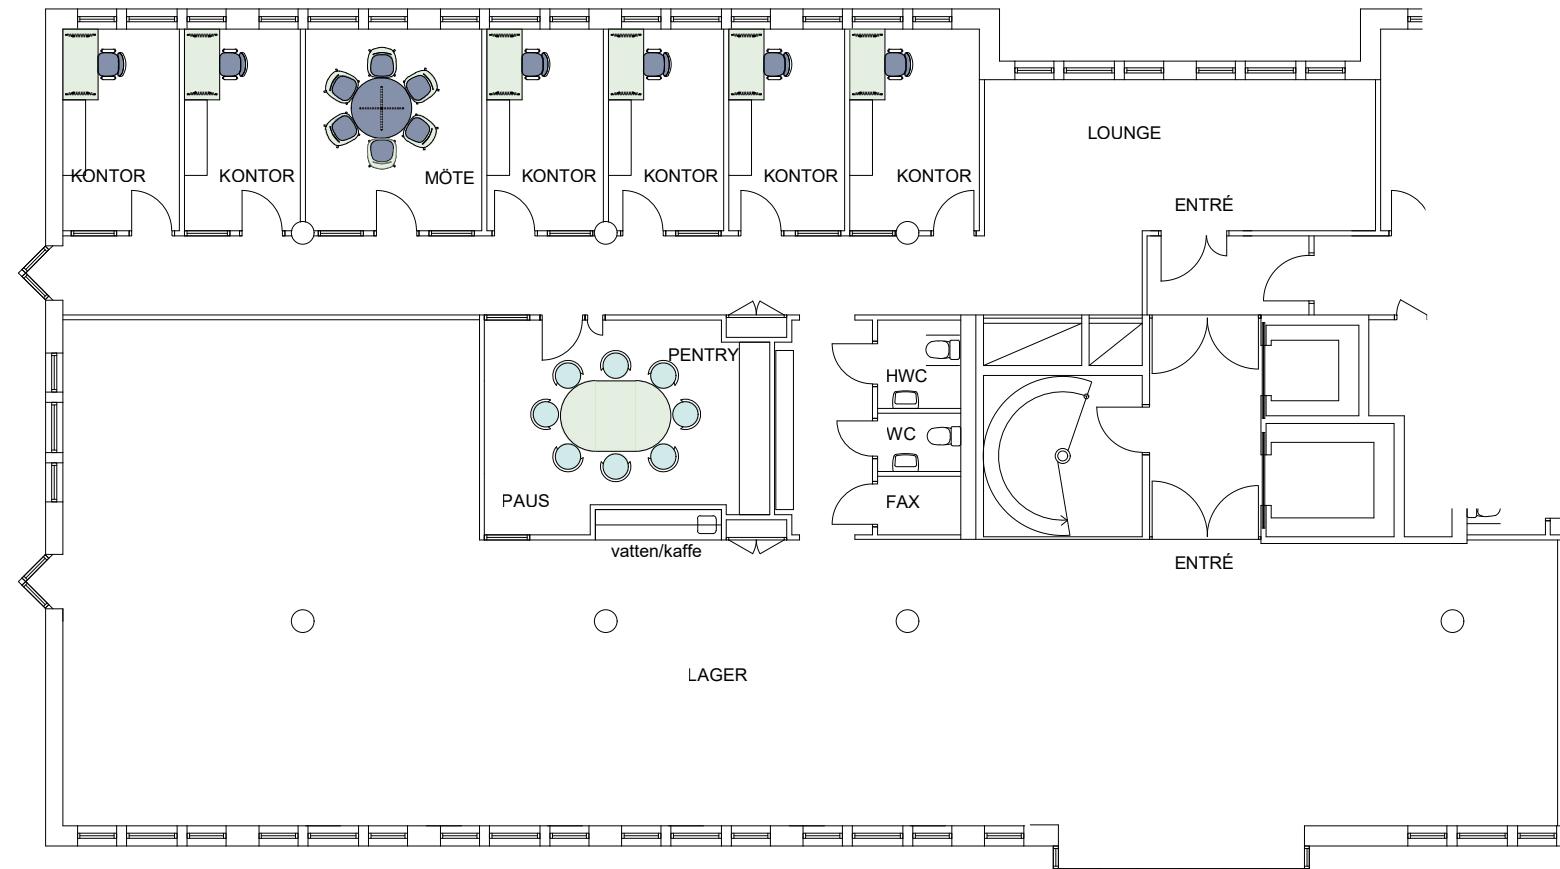 LOUNGE
KONTOR
KONTOR
MÖTE
KONTOR
KONTOR
KONTOR
KONTOR
ENTRÉ
PENTRY
HWC
WC
PAUS
FAX
vatten/kaffe
ENTRÉ
LAGER